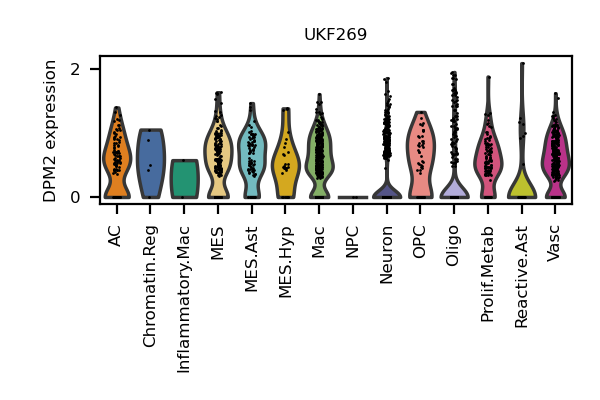 UKF269
DPM2 expression
2
0
AC
Chromatin.Reg
Inflammatory.Mac
MES
MES.Ast
MES.Hyp
Mac
NPC
Neuron
OPC
Oligo
Prolif.Metab
Reactive.Ast
Vasc